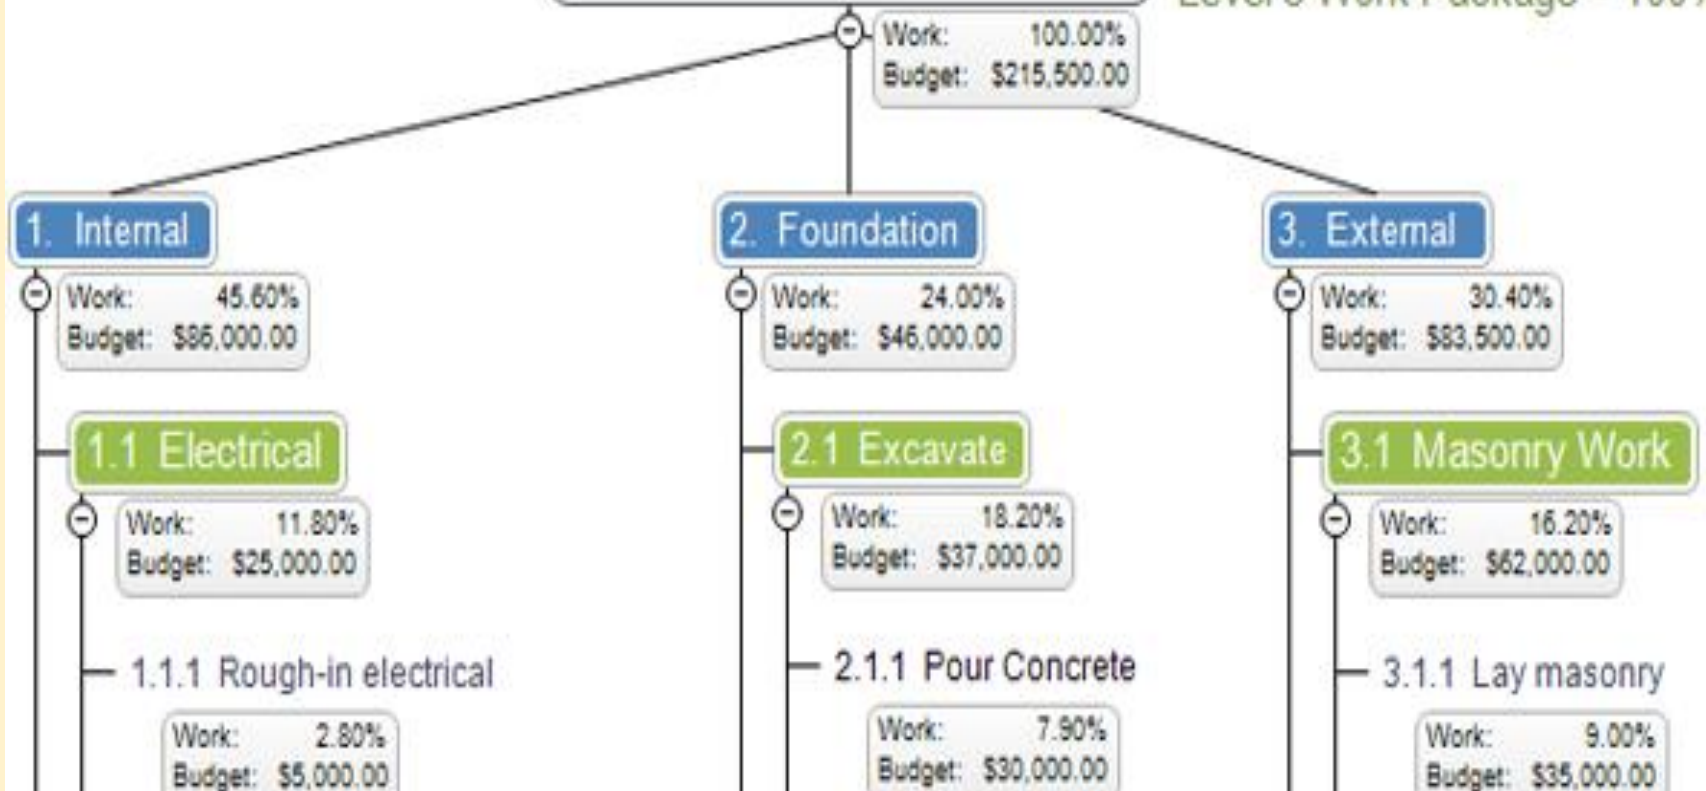 Work: 100.00%
Budget: $215,500.00
1. Internal
Work: 45.60%
Budget: $86,000.00
1.1 Electrical
Work: 11.80%
Budget: $25,000.00
1.1.1 Rough-in electrical
Work: 2.80%
Budget: $5,000.00
2. Foundation
Work: 24.00%
Budget: $46,000.00
2.1 Excavate
Work: 18.20%
Budget: $37,000.00
2.1.1 Pour Concrete
Work: 7.90%
Budget: $30,000.00
3. External
Work: 30.40%
Budget: $83,500.00
3.1 Masonry Work
Work: 16.20%
Budget: $62,000.00
3.1.1 Lay masonry
Work: 9.00%
Budget: $35,000.00